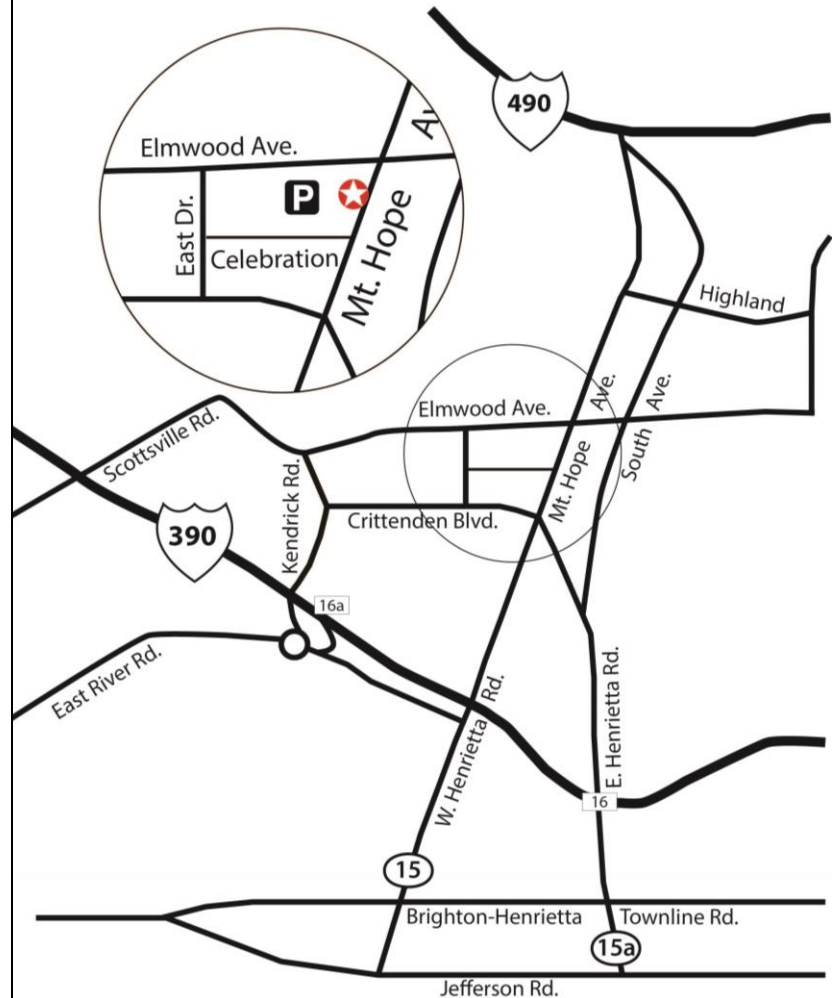 490
Elmwood Ave.
P
East Dr.
Celebration
Mt. Hope
Highland
Elmwood Ave.
Ave.
Ave.
Scottsville Rd.
Mt. Hope
South
Kendrick Rd.
Crittenden Blvd.
390
16a
East River Rd.
W. Henrietta Rd.
E. Henrietta Rd.
16
15
Brighton-Henrietta Townline Rd.
15a
Jefferson Rd.